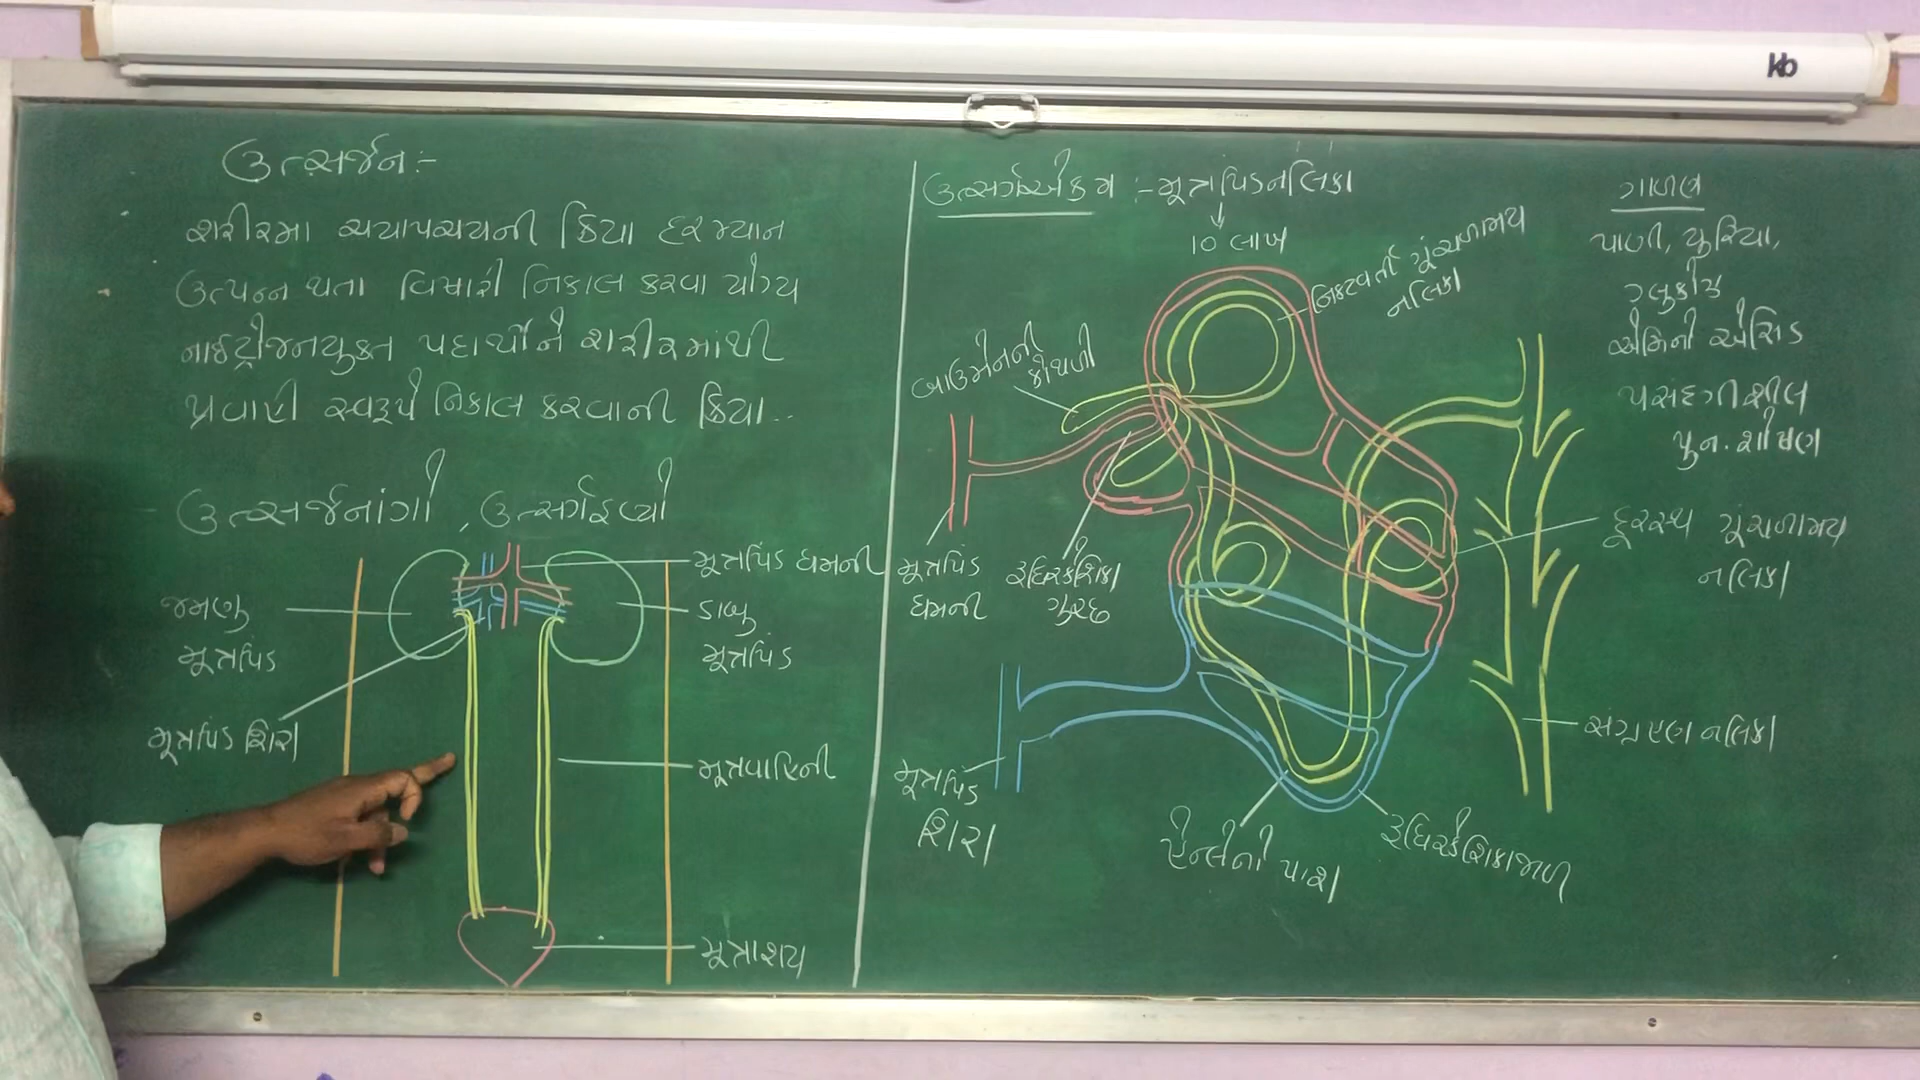 kb
ઉત્સર્જન:-
શરીરમા ચયાપચયની ક્રિયા દરમ્યાન
ઉત્પન્ન થતા વિષારી નિકાલ કરવા યોગ્ય
નાઈટ્રોજનયુક્ત પદાર્થોને શરીરમાંથી
પ્રવાહી સ્વરૂપે નિકાલ કરવાની ક્રિયા..
ઉત્સર્જનાંગો , ઉત્સર્ગદ્રવ્યો
મૂત્રપિંડ ધમની
જમણુ
મૂત્રપિંડ
ડાબુ
મૂત્રપિંડ
મૂત્રપિંડ શિરા
મૂત્રવાહિની
મૂત્રાશય
ઉત્સર્ગએકમ :- મૂત્રપિંડનલિકા
↓
10 લાખ
નિકટવર્તી ગૂંચળામય
નલિકા
બાઉમેનની
કોથળી
મૂત્રપિંડ
ધમની
રૂધિરકેશિકા
ગુચ્છ
મૂત્રપિંડ
શિરા
હેન્લેનો પાશ
રૂધિરકેશિકાજાળ
ગાળણ
પાણી, યુરિયા,
ગ્લુકોઝ
એમિનો એસિડ
પસંદગીશીલ
પુન. શોષણ
દૂરસ્થ ગૂંચળામય
નલિકા
સંગ્રહણ નલિકા